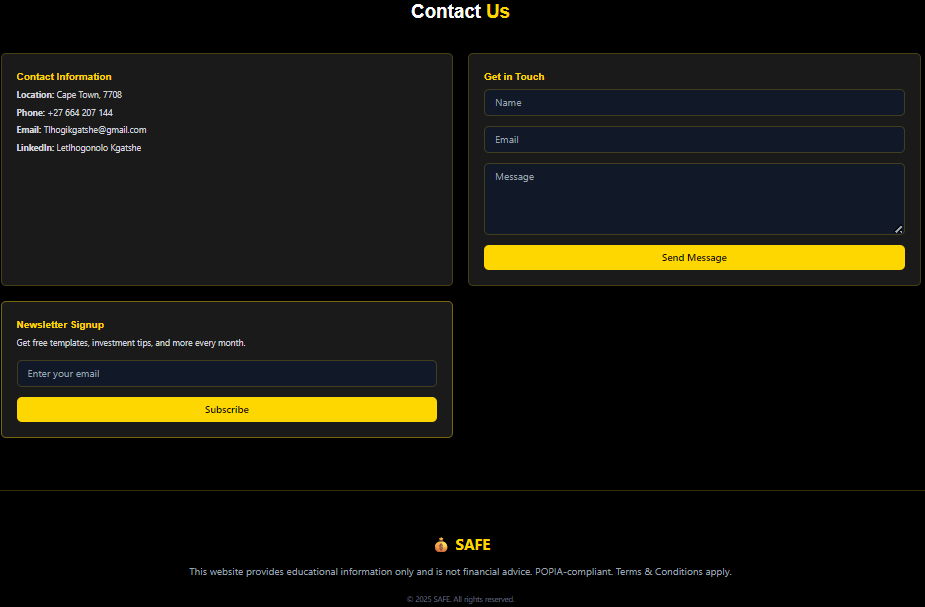 Contact Us
Contact Information
Location: Cape Town, 7708
Phone: +27 664 207 144
Email: Tlhogikgatshe@gmail.com
LinkedIn: Letlhogonolo Kgatshe
Get in Touch
Name
Email
Message
Send Message
Newsletter Signup
Get free templates, investment tips, and more every month.
Enter your email
Subscribe
SAFE
This website provides educational information only and is not financial advice. POPIA-compliant. Terms & Conditions apply.
© 2025 SAFE. All rights reserved.